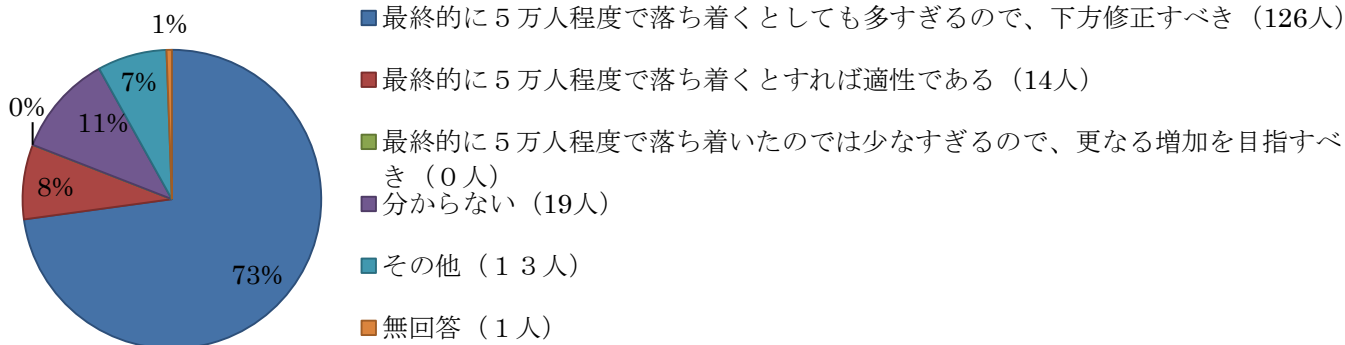 1%
7%
0%
11%
8%
73%
最終的に５万人程度で落ち着くとしても多すぎるので、下方修正すべき（126人）
最終的に５万人程度で落ち着くとすれば適性である（14人）
最終的に５万人程度で落ち着いたのでは少なすぎるので、更なる増加を目指すべ
き（０人）
分からない（19人）
その他（１３人）
無回答（１人）